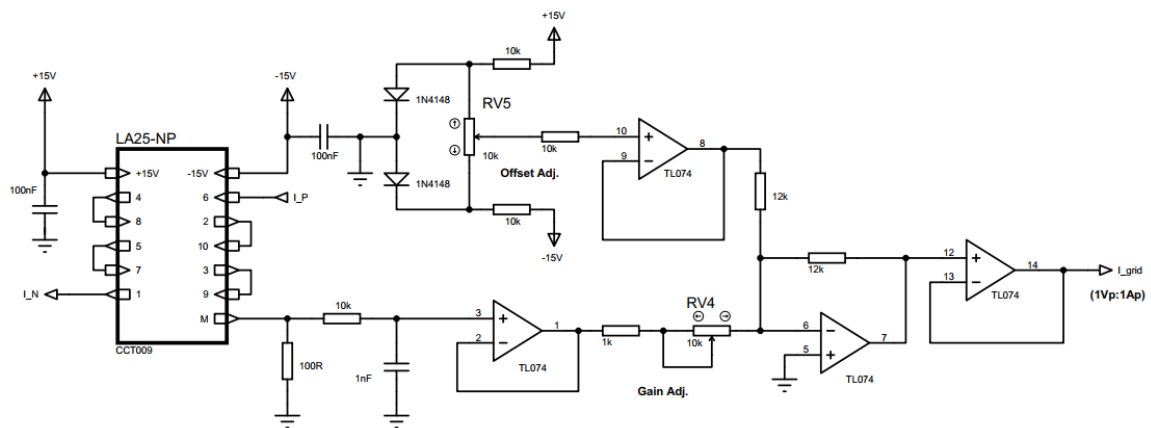 +15V
+15V
-15V
10k
1N4148
RV5
LA25-NP
100nF
10k
10k
10
8
9
TL074
+15V
-15V
100nF
4
6
I_P
1N4148
Offset Adj.
12k
8
2
10k
5
10
-15V
12k
12
14
I_grid
7
3
13
TL074
(1Vp:1Ap)
I_N
1
9
RV4
M
10k
3
1
1k
10k
6
7
2
5
CCT009
100R
1nF
TL074
TL074
Gain Adj.